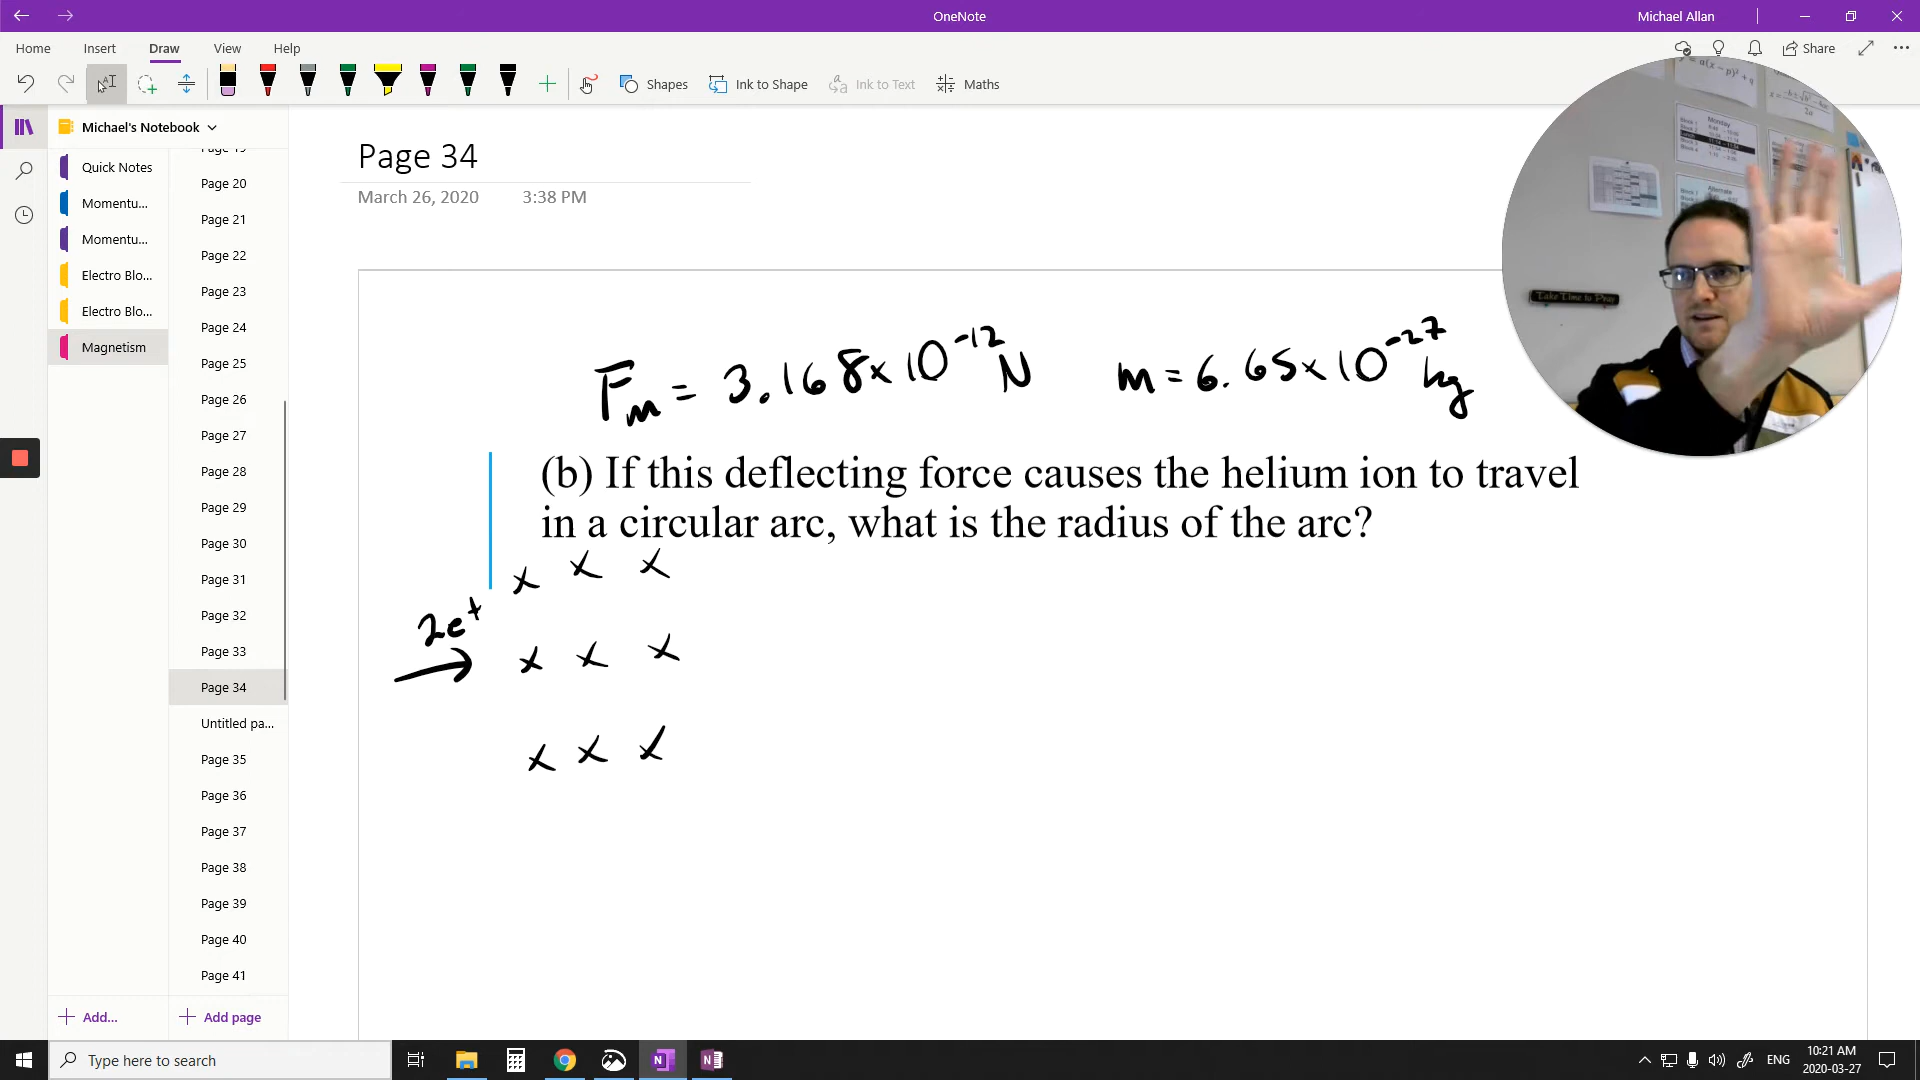 OneNote
Michael Allan
Home Insert Draw View Help
Share
Shapes Ink to Shape Ink to Text Maths
Michael's Notebook
Quick Notes
Momentu...
Momentu...
Electro Blo...
Electro Blo...
Magnetism
Add...
Page 20
Page 21
Page 22
Page 23
Page 24
Page 25
Page 26
Page 27
Page 28
Page 29
Page 30
Page 31
Page 32
Page 33
Page 34
Untitled pa...
Page 35
Page 36
Page 37
Page 38
Page 39
Page 40
Page 41
Add page
Page 34
March 26, 2020 3:38 PM
Fm = 3.168 x 10^-12 N m = 6.65 x 10^-27 kg
(b) If this deflecting force causes the helium ion to travel
in a circular arc, what is the radius of the arc?
x x x
2e+
x x x
x x x
Monday
Take Time to Pray
Type here to search
ENG
10:21 AM
2020-03-27